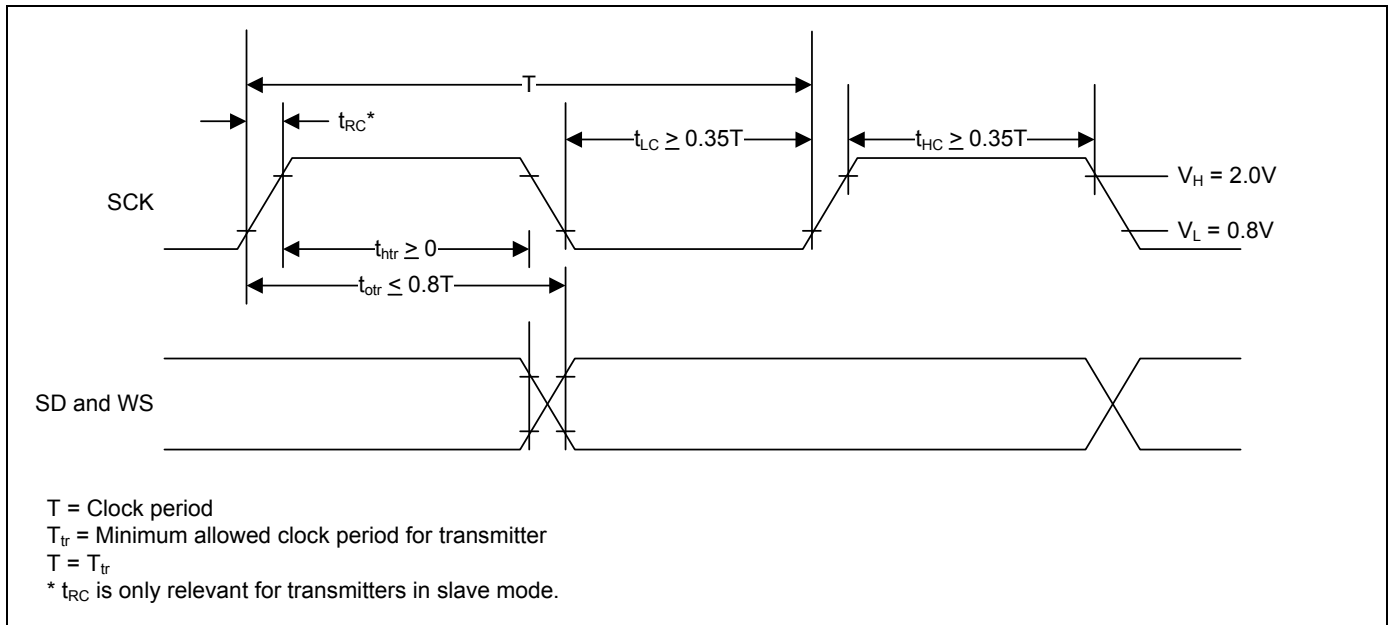 T
tRC*
tLC ≥ 0.35T
tHC ≥ 0.35T
SCK
VH = 2.0V
VL = 0.8V
thtr ≥ 0
totr ≤ 0.8T
SD and WS
T = Clock period
Ttr = Minimum allowed clock period for transmitter
T = Ttr
* tRC is only relevant for transmitters in slave mode.